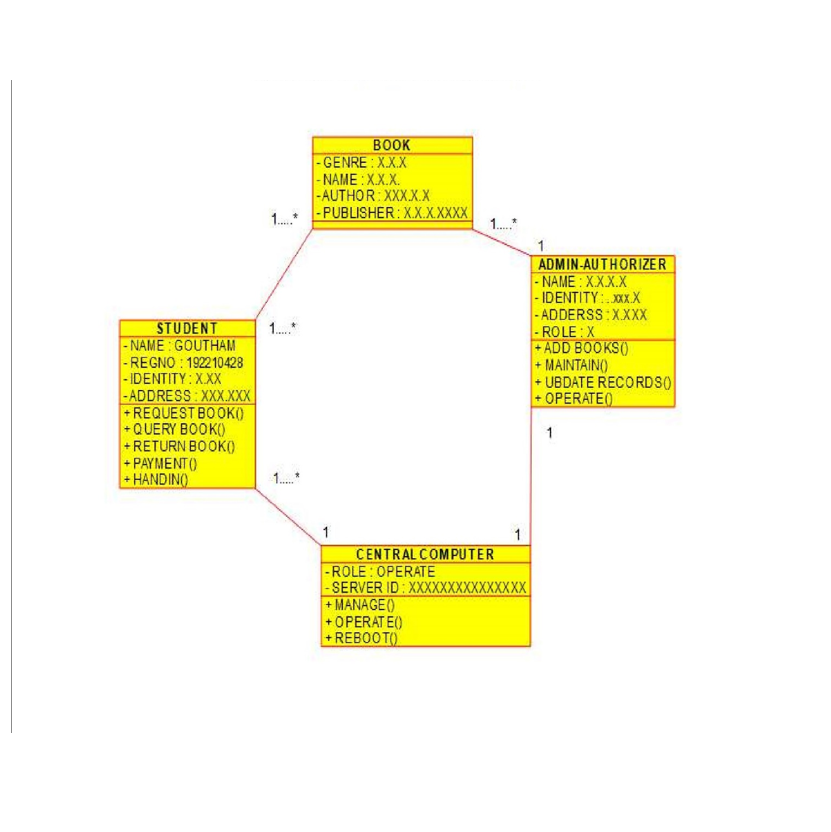 BOOK
- GENRE : X.X.X
- NAME : X.X.X.
- AUTHOR : XXX.X.X
- PUBLISHER : X.X.X.XXXX
1.....*
1.....*
1
ADMIN-AUTHORIZER
- NAME : X.X.X.X
- IDENTITY : ..xxx.X
- ADDERSS : X.XXX
- ROLE : X
+ ADD BOOKS()
+ MAINTAIN()
+ UBDATE RECORDS()
+ OPERATE()
1
1.....*
STUDENT
- NAME : GOUTHAM
- REGNO : 192210428
- IDENTITY : X.XX
- ADDRESS : XXX.XXX
+ REQUEST BOOK()
+ QUERY BOOK()
+ RETURN BOOK()
+ PAYMENT()
+ HANDIN()
1.....*
1
1
CENTRAL COMPUTER
- ROLE : OPERATE
- SERVER ID : XXXXXXXXXXXXXXX
+ MANAGE()
+ OPERATE()
+ REBOOT()